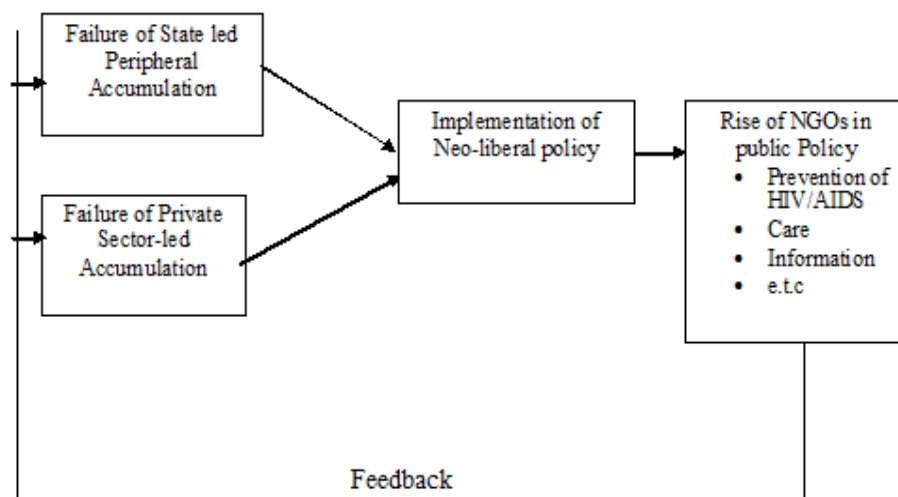 Failure of State led
Peripheral
Accumulation
Failure of Private
Sector-led
Accumulation
Implementation of
Neo-liberal policy
Rise of NGOs in
public Policy
• Prevention of
HIV/AIDS
• Care
• Information
• e.t.c
Feedback